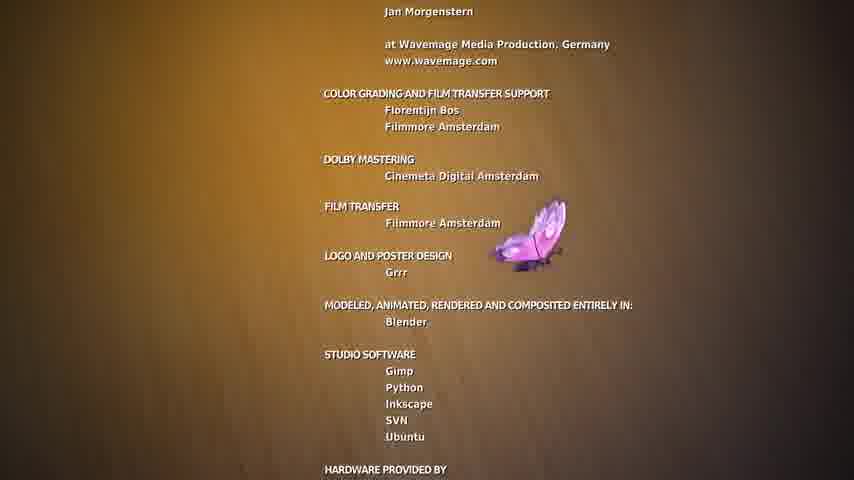 Jan Morgenstern
at Wavemage Media Production, Germany
www.wavemage.com
COLOR GRADING AND FILM TRANSFER SUPPORT
Florentijn Bos
Filmmore Amsterdam
DOLBY MASTERING
Cinemeta Digital Amsterdam
FILM TRANSFER
Filmmore Amsterdam
LOGO AND POSTER DESIGN
Grrr
MODELED, ANIMATED, RENDERED AND COMPOSITED ENTIRELY IN:
Blender
STUDIO SOFTWARE
Gimp
Python
Inkscape
SVN
Ubuntu
HARDWARE PROVIDED BY